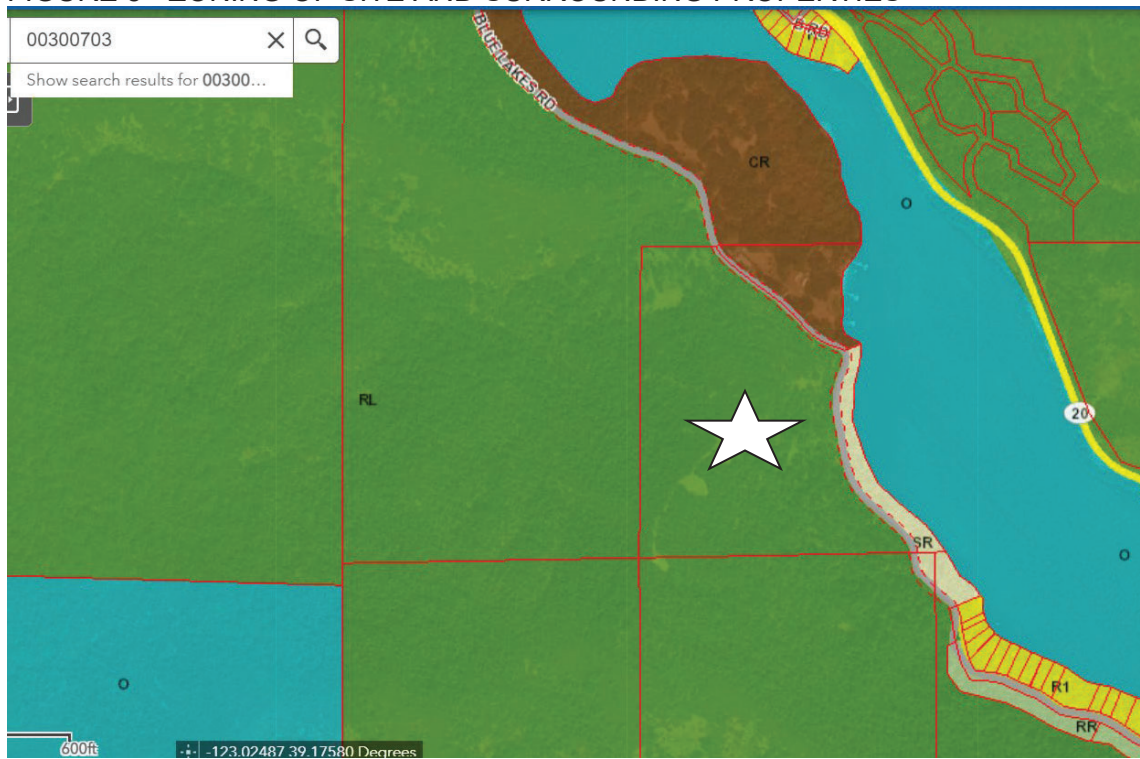 00300703
Show search results for 00300...
BLUE LAKES RD
CR
O
20
RL
SR
O
O
R1
RR
600ft
-123.02487 39.17580 Degrees